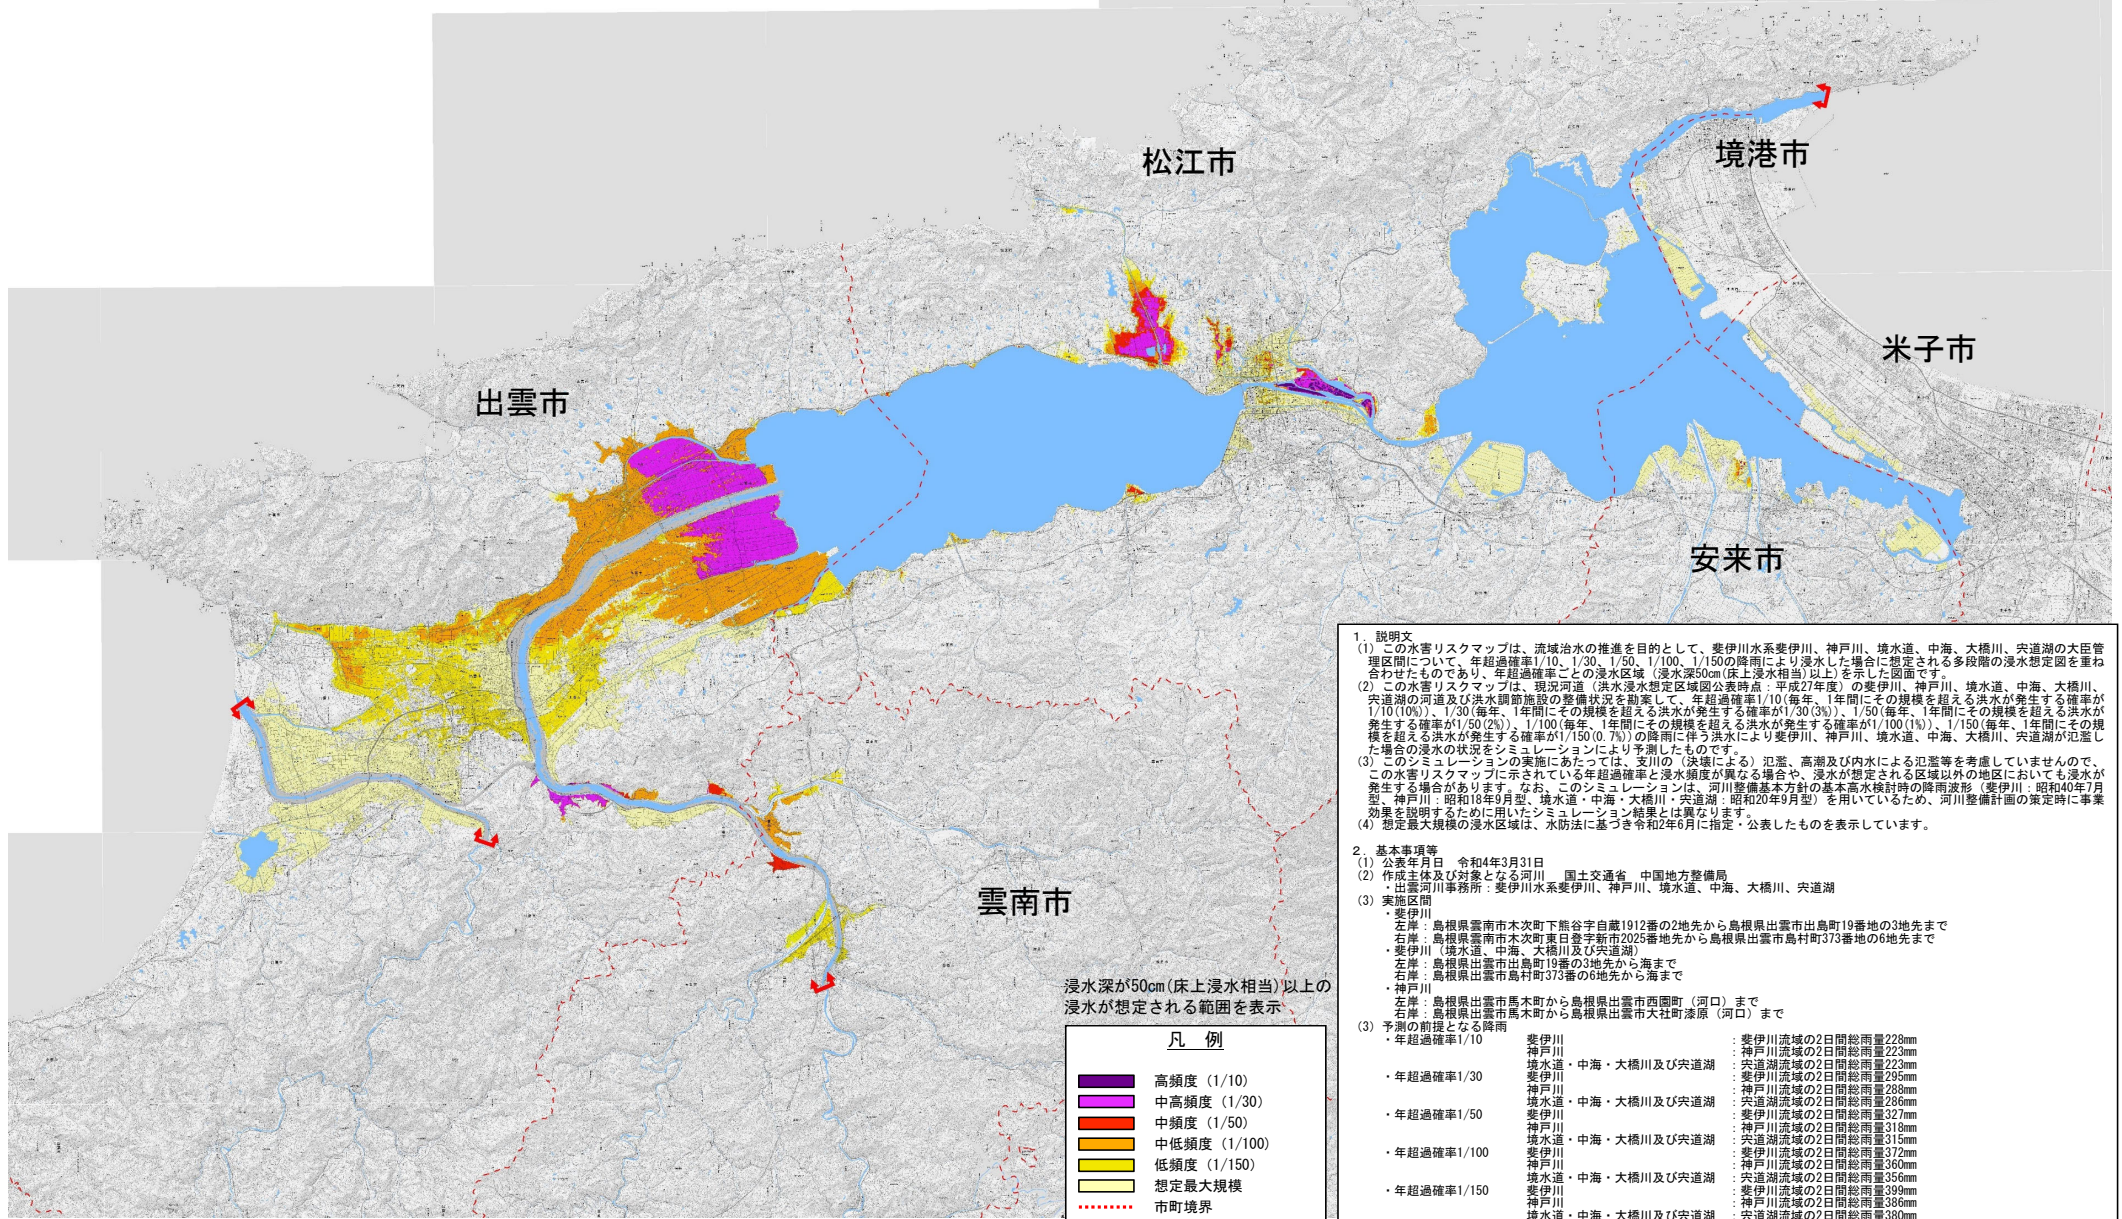 松江市
境港市
米子市
出雲市
安来市
雲南市
浸水深が50cm(床上浸水相当)以上の
浸水が想定される範囲を表示
凡 例
高頻度 (1/10)
中高頻度 (1/30)
中頻度 (1/50)
中低頻度 (1/100)
低頻度 (1/150)
想定最大規模
市町境界
1. 説明文
(1) この水害リスクマップは、流域治水の推進を目的として、斐伊川水系斐伊川、神戸川、境水道、中海、大橋川、宍道湖の大臣管
理区間について、年超過確率1/10、1/30、1/50、1/100、1/150の降雨により浸水した場合に想定される多段階の浸水想定図を重ね
合わせたものであり、年超過確率ごとの浸水区域 (浸水深50cm(床上浸水相当)以上)を示した図面です。
(2) この水害リスクマップは、現況河道 (洪水浸水想定区域図公表時点：平成27年度) の斐伊川、神戸川、境水道、中海、大橋川、
宍道湖の河道及び洪水調節施設の整備状況を勘案して、年超過確率1/10(毎年、1年間にその規模を超える洪水が発生する確率が
1/10(10%))、1/30(毎年、1年間にその規模を超える洪水が発生する確率が1/30(3%))、1/50(毎年、1年間にその規模を超える洪水が
発生する確率が1/50(2%))、1/100(毎年、1年間にその規模を超える洪水が発生する確率が1/100(1%))、1/150(毎年、1年間にその規
模を超える洪水が発生する確率が1/150(0.7%))の降雨に伴う洪水により斐伊川、神戸川、境水道、中海、大橋川、宍道湖が氾濫し
た場合の浸水の状況をシミュレーションにより予測したものです。
(3) このシミュレーションの実施にあたっては、支川の (決壊による) 氾濫、高潮及び内水による氾濫等を考慮していませんので、
この水害リスクマップに示されている年超過確率と浸水頻度が異なる場合や、浸水が想定される区域以外の地区においても浸水が
発生する場合があります。なお、このシミュレーションは、河川整備基本方針の基本高水検討時の降雨波形 (斐伊川：昭和40年7月
型、神戸川：昭和18年9月型、境水道・中海・大橋川・宍道湖：昭和20年9月型) を用いているため、河川整備計画の策定時に事業
効果を説明するために用いたシミュレーション結果とは異なります。
(4) 想定最大規模の浸水区域は、水防法に基づき令和2年6月に指定・公表したものを表示しています。
2. 基本事項等
(1) 公表年月日 令和4年3月31日
(2) 作成主体及び対象となる河川 国土交通省 中国地方整備局
・出雲河川事務所：斐伊川水系斐伊川、神戸川、境水道、中海、大橋川、宍道湖
(3) 実施区間
・斐伊川
左岸：島根県雲南市木次町下熊谷字自蔵1912番の2地先から島根県出雲市出島町19番地の3地先まで
右岸：島根県雲南市木次町東日登字新市2025番地先から島根県出雲市島村町373番地の6地先まで
・斐伊川 (境水道、中海、大橋川及び宍道湖)
左岸：島根県出雲市出島町19番の3地先から海まで
右岸：島根県出雲市島村町373番の6地先から海まで
・神戸川
左岸：島根県出雲市馬木町から島根県出雲市西園町 (河口) まで
右岸：島根県出雲市馬木町から島根県出雲市大社町漆原 (河口) まで
(3) 予測の前提となる降雨
・年超過確率1/10 斐伊川 ：斐伊川流域の2日間総雨量228mm
神戸川 ：神戸川流域の2日間総雨量223mm
境水道・中海・大橋川及び宍道湖 ：宍道湖流域の2日間総雨量223mm
・年超過確率1/30 斐伊川 ：斐伊川流域の2日間総雨量295mm
神戸川 ：神戸川流域の2日間総雨量288mm
境水道・中海・大橋川及び宍道湖 ：宍道湖流域の2日間総雨量286mm
・年超過確率1/50 斐伊川 ：斐伊川流域の2日間総雨量327mm
神戸川 ：神戸川流域の2日間総雨量318mm
境水道・中海・大橋川及び宍道湖 ：宍道湖流域の2日間総雨量315mm
・年超過確率1/100 斐伊川 ：斐伊川流域の2日間総雨量372mm
神戸川 ：神戸川流域の2日間総雨量360mm
境水道・中海・大橋川及び宍道湖 ：宍道湖流域の2日間総雨量356mm
・年超過確率1/150 斐伊川 ：斐伊川流域の2日間総雨量399mm
神戸川 ：神戸川流域の2日間総雨量386mm
境水道・中海・大橋川及び宍道湖 ：宍道湖流域の2日間総雨量380mm